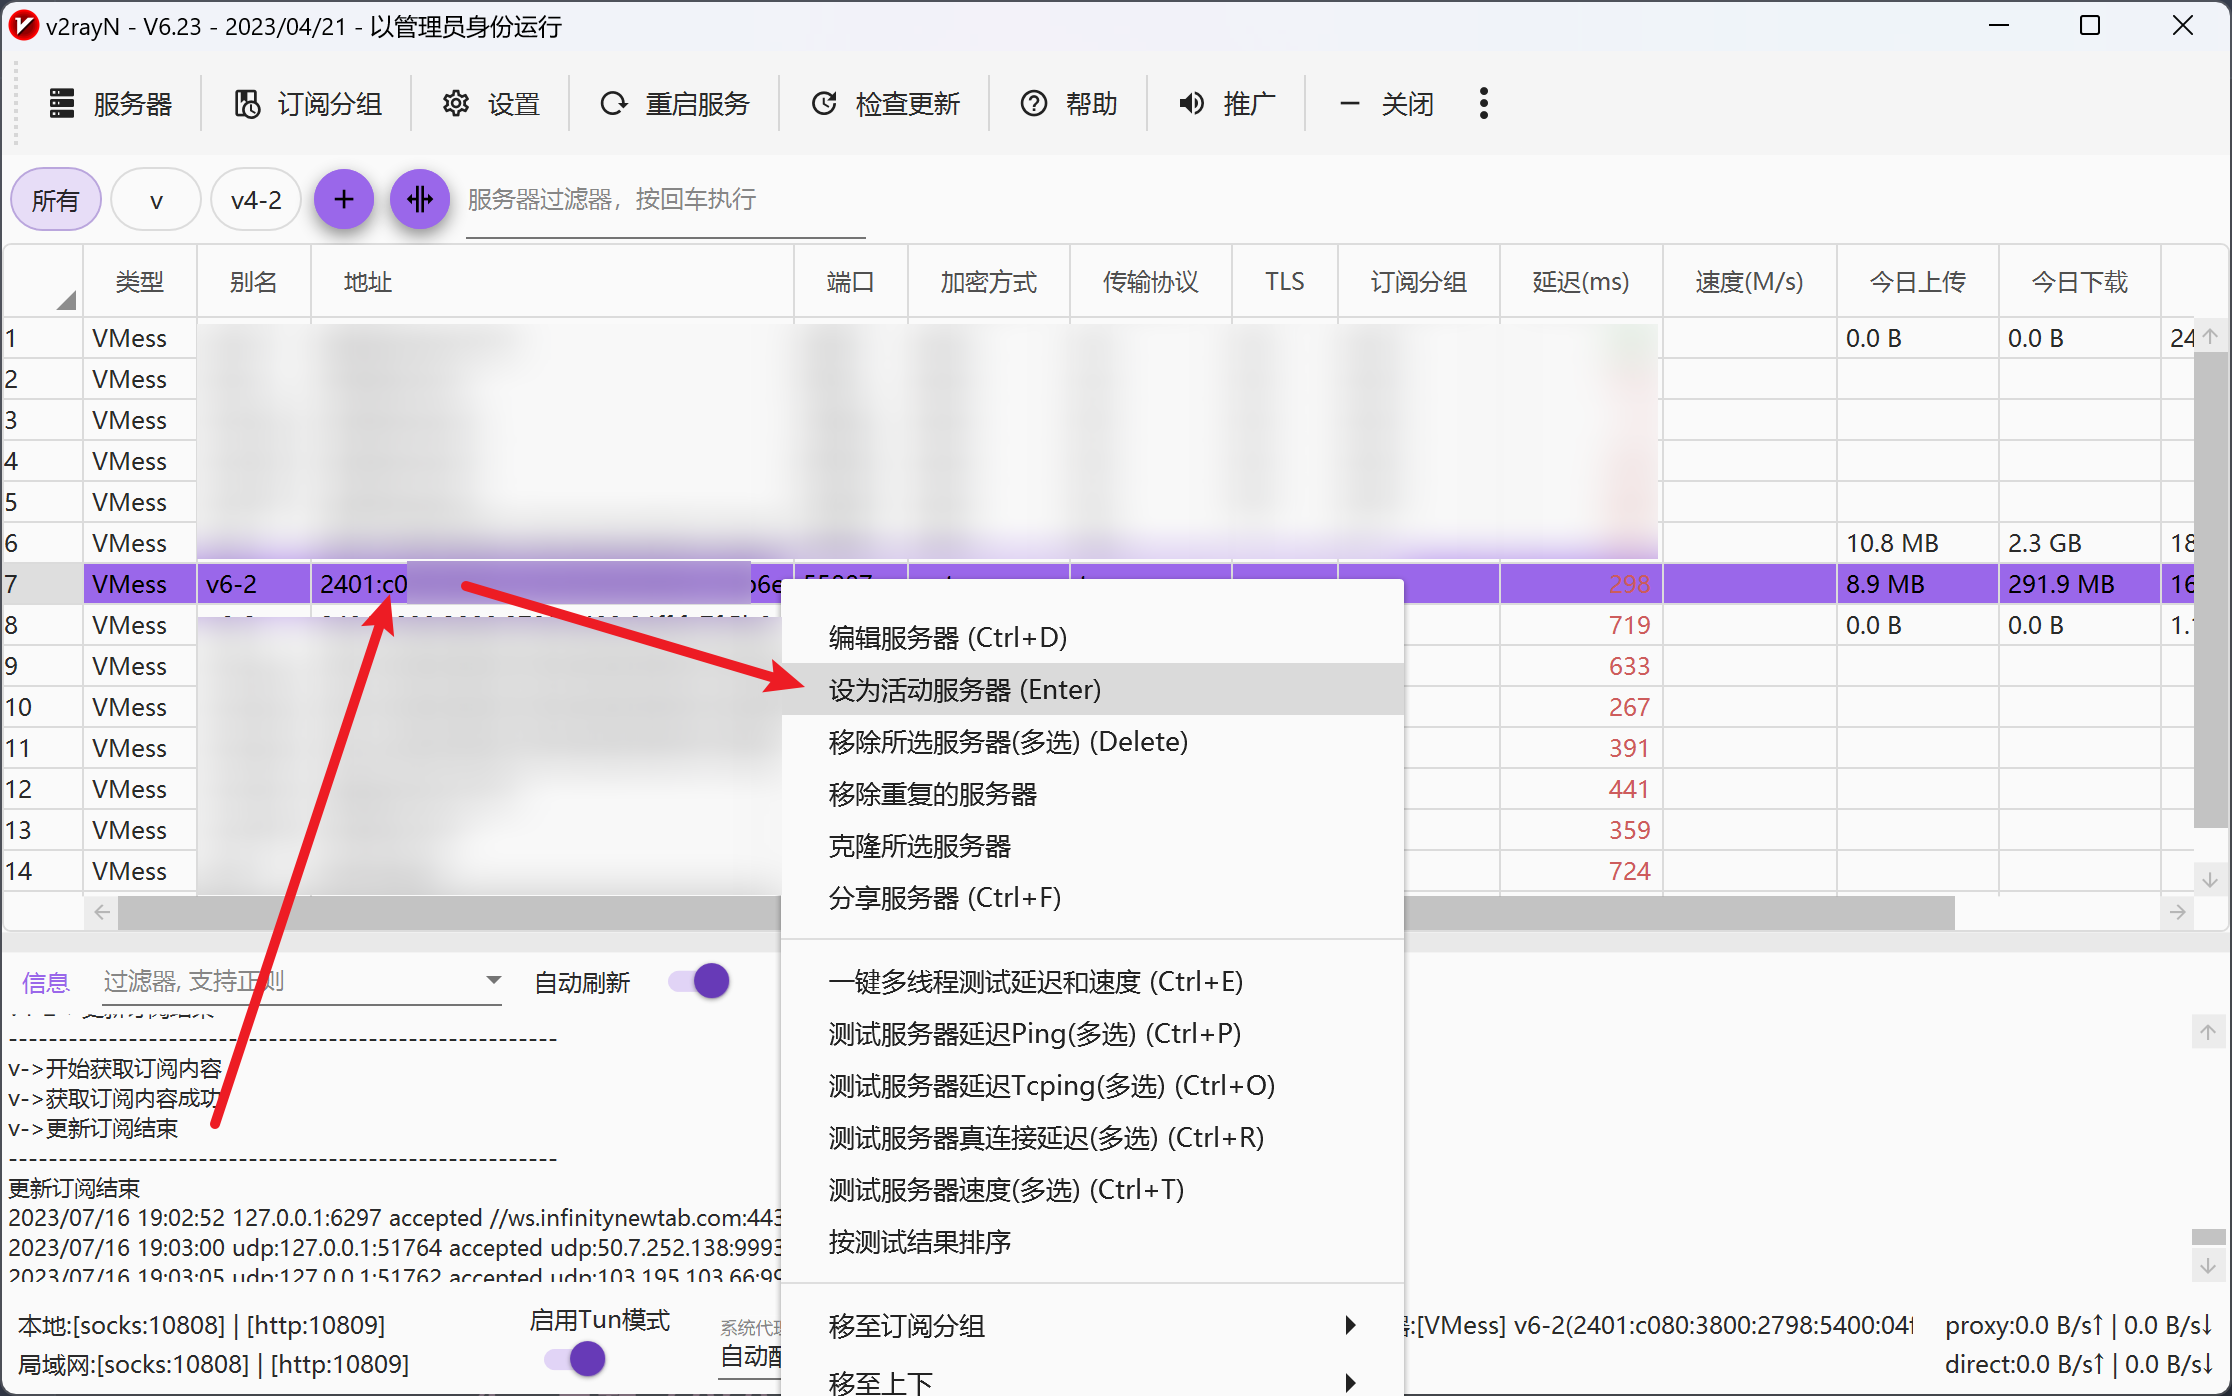 v2rayN - V6.23 - 2023/04/21 - 以管理员身份运行
服务器 订阅分组 设置 重启服务 检查更新 帮助 推广 关闭
所有 v v4-2 服务器过滤器，按回车执行
类型 别名 地址 端口 加密方式 传输协议 TLS 订阅分组 延迟(ms) 速度(M/s) 今日上传 今日下载
1 VMess 0.0 B 0.0 B 24
2 VMess
3 VMess
4 VMess
5 VMess
6 VMess 10.8 MB 2.3 GB 18
7 VMess v6-2 2401:c0 298 8.9 MB 291.9 MB 16
8 VMess 719 0.0 B 0.0 B 1.
9 VMess 633
10 VMess 267
11 VMess 391
12 VMess 441
13 VMess 359
14 VMess 724
编辑服务器 (Ctrl+D)
设为活动服务器 (Enter)
移除所选服务器(多选) (Delete)
移除重复的服务器
克隆所选服务器
分享服务器 (Ctrl+F)
一键多线程测试延迟和速度 (Ctrl+E)
测试服务器延迟Ping(多选) (Ctrl+P)
测试服务器延迟Tcping(多选) (Ctrl+O)
测试服务器真连接延迟(多选) (Ctrl+R)
测试服务器速度(多选) (Ctrl+T)
按测试结果排序
移至订阅分组
移至上下
信息 过滤器, 支持正则 自动刷新
------------------------------------------------------
v->开始获取订阅内容
v->获取订阅内容成功
v->更新订阅结束
------------------------------------------------------
更新订阅结束
2023/07/16 19:02:52 127.0.0.1:6297 accepted //ws.infinitynewtab.com:443
2023/07/16 19:03:00 udp:127.0.0.1:51764 accepted udp:50.7.252.138:9993
2023/07/16 19:03:05 udp:127.0.0.1:51762 accepted udp:103.195.103.66:99
本地:[socks:10808] | [http:10809]
局域网:[socks:10808] | [http:10809]
启用Tun模式
系统代
自动配
:[VMess] v6-2(2401:c080:3800:2798:5400:04f
proxy:0.0 B/s↑ | 0.0 B/s↓
direct:0.0 B/s↑ | 0.0 B/s↓